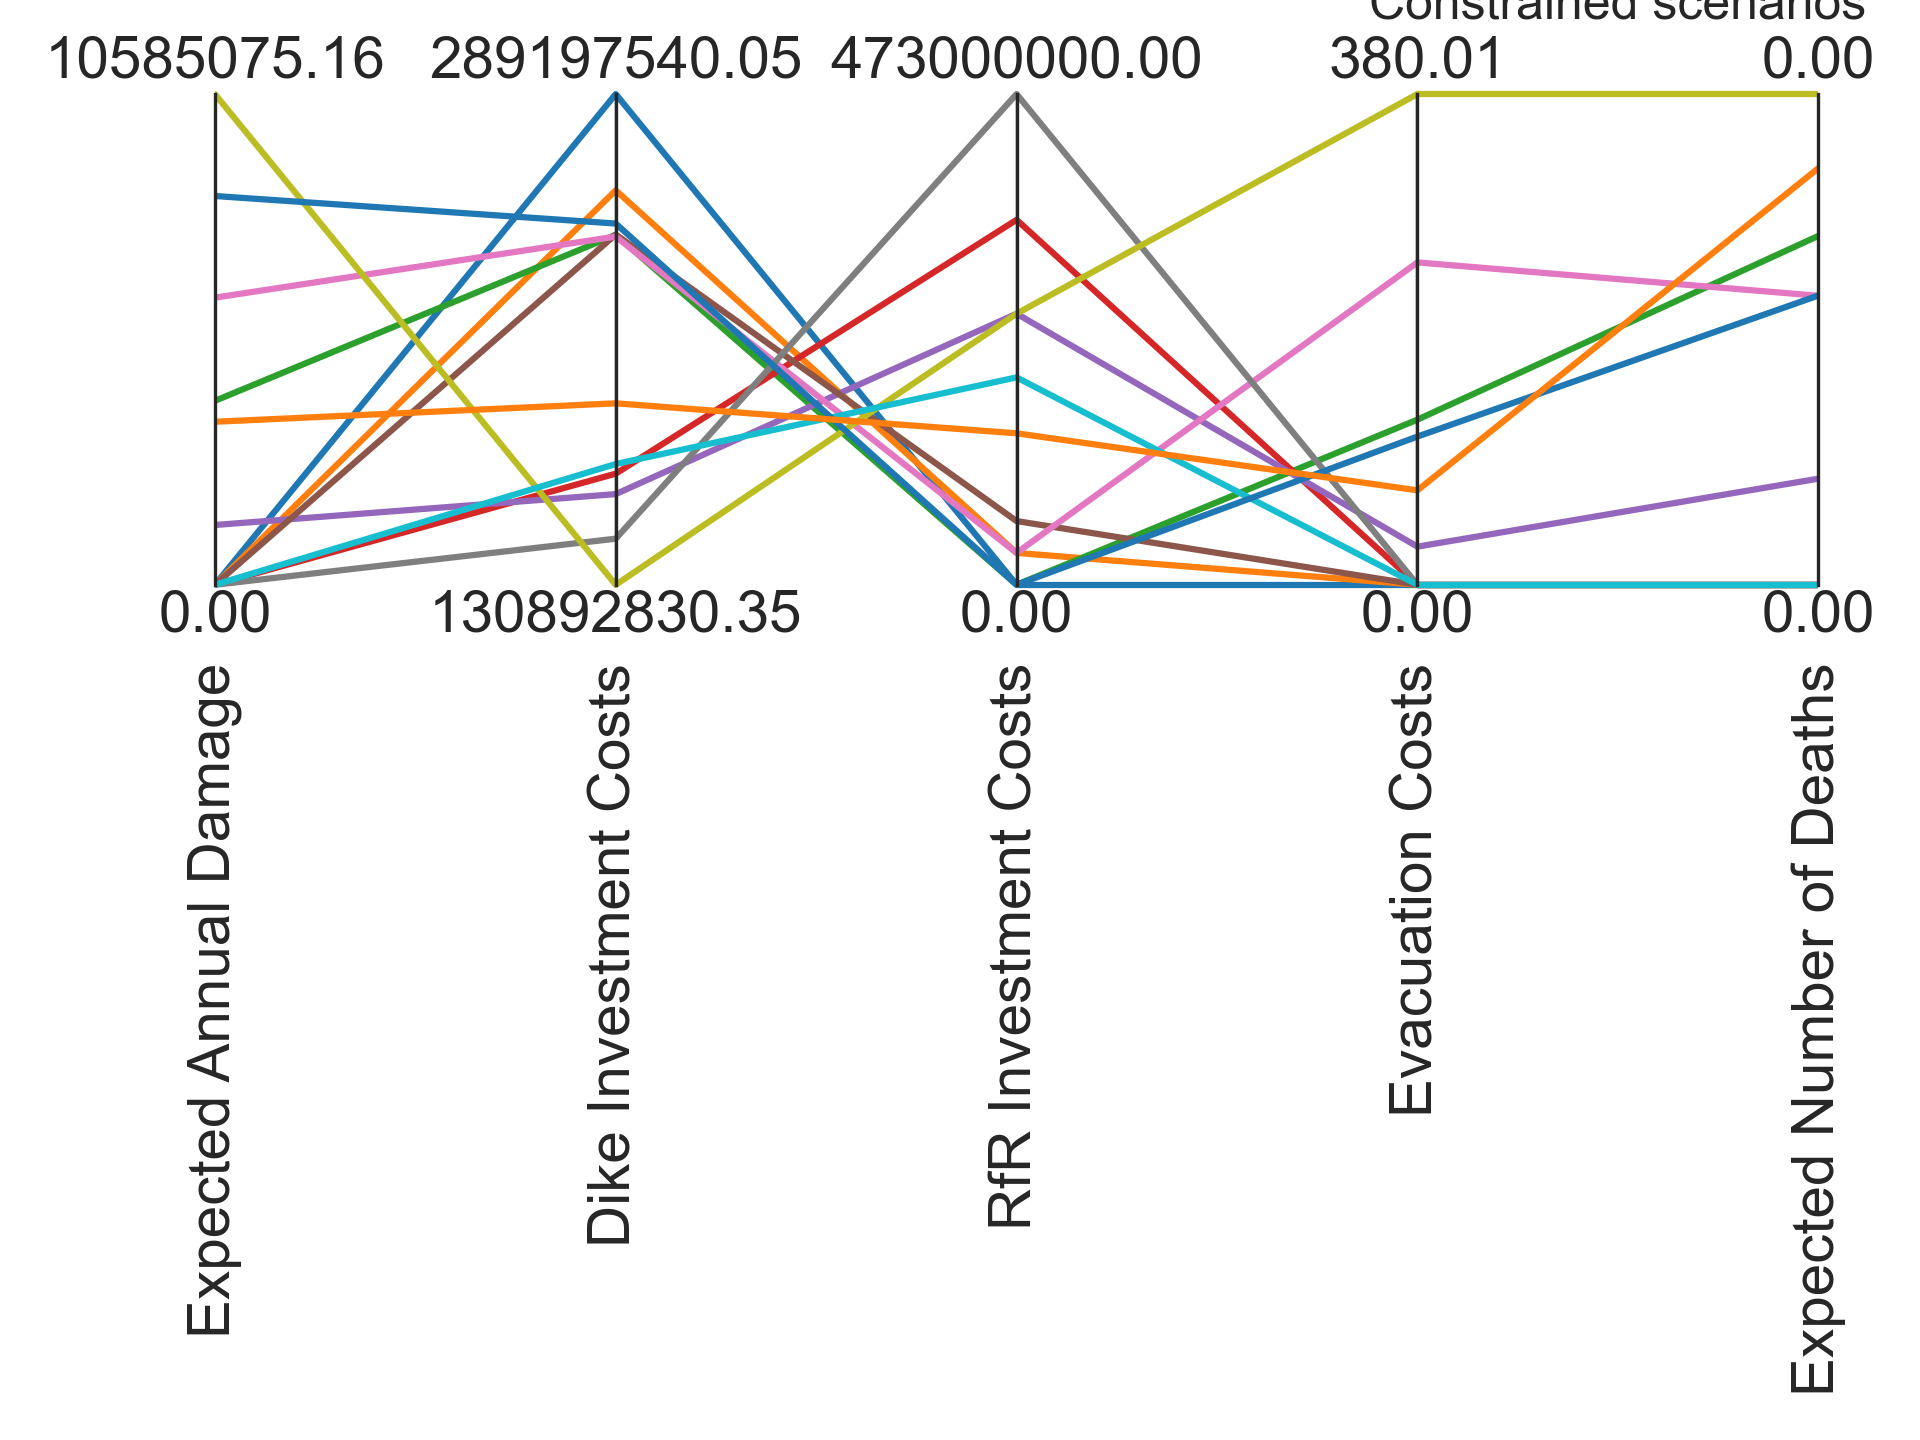 Constrained scenarios
10585075.16 289197540.05 473000000.00 380.01 0.00
0.00 130892830.35 0.00 0.00 0.00
Expected Annual Damage
Dike Investment Costs
RfR Investment Costs
Evacuation Costs
Expected Number of Deaths